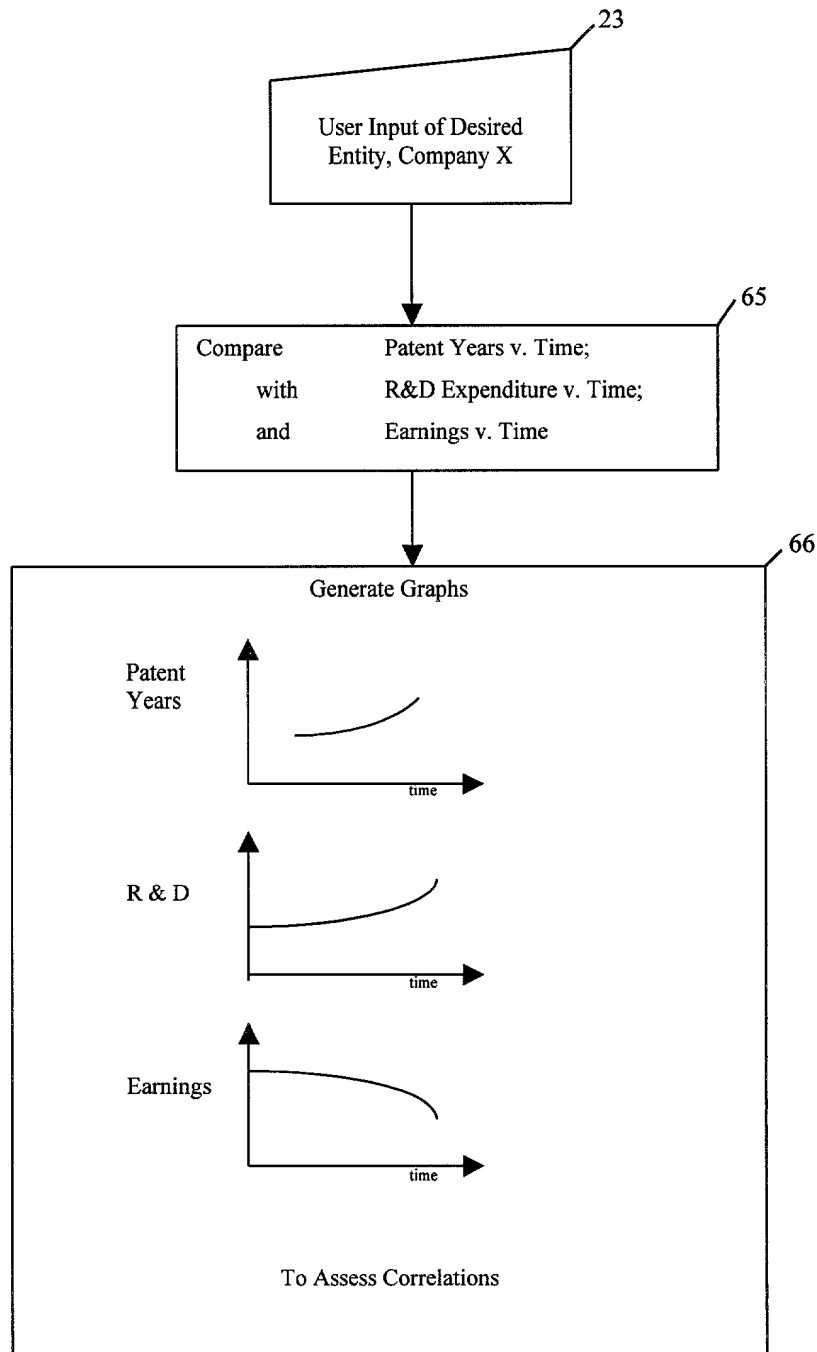 23
User Input of Desired
Entity, Company X
65
Compare Patent Years v. Time;
with R&D Expenditure v. Time;
and Earnings v. Time
66
Generate Graphs
Patent
Years
time
R & D
time
Earnings
time
To Assess Correlations